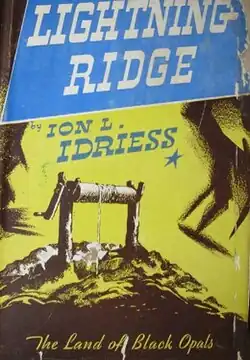 LIGHTNING
RIDGE
by ION L.
IDRIESS
The Land of Black Opals